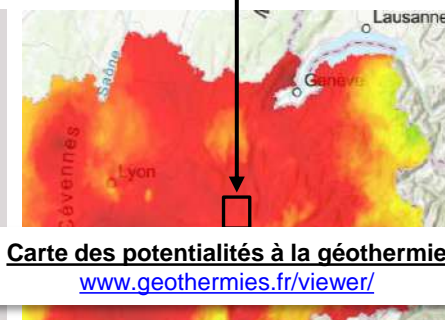 Lausanne
Saône
Genève
Cévennes
Lyon
Carte des potentialités à la géothermie
www.geothermies.fr/viewer/